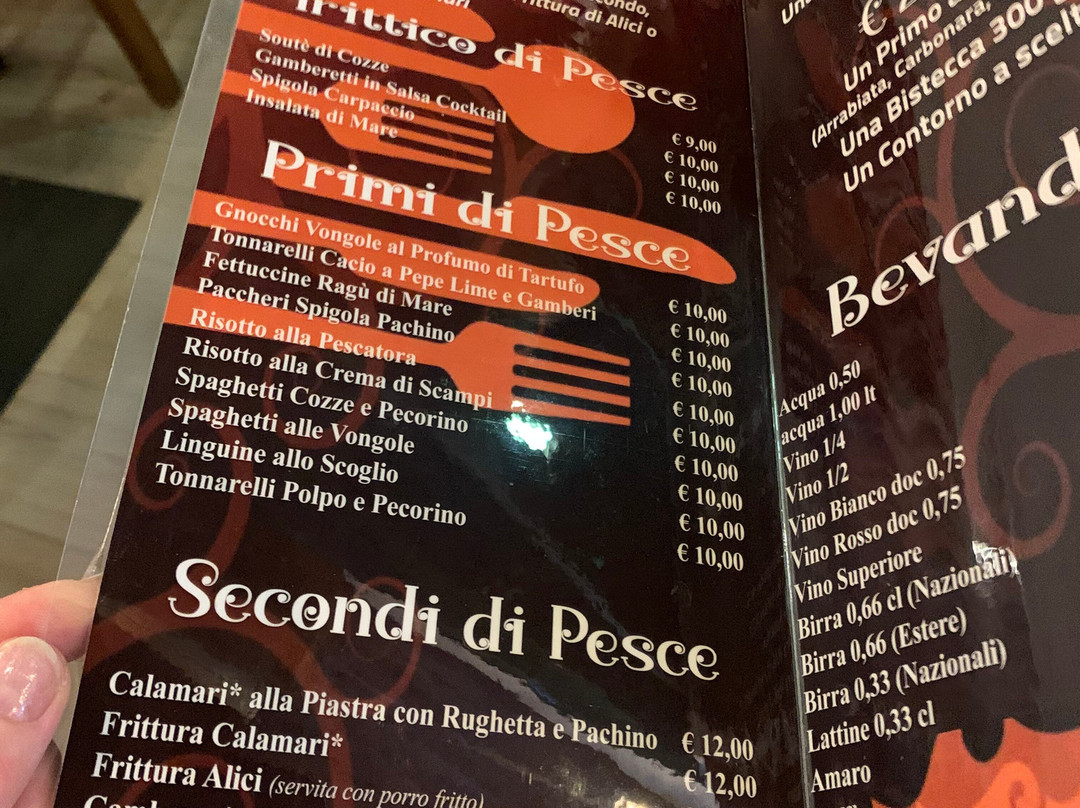 ondo,
rittura di Alici o
Trittico di Pesce
Soutè di Cozze € 9,00
Gamberetti in Salsa Cocktail € 10,00
Spigola Carpaccio € 10,00
Insalata di Mare € 10,00
Primi di Pesce
Gnocchi Vongole al Profumo di Tartufo € 10,00
Tonnarelli Cacio a Pepe Lime e Gamberi € 10,00
Fettuccine Ragù di Mare € 10,00
Paccheri Spigola Pachino € 10,00
Risotto alla Pescatora € 10,00
Risotto alla Crema di Scampi € 10,00
Spaghetti Cozze e Pecorino € 10,00
Spaghetti alle Vongole € 10,00
Linguine allo Scoglio € 10,00
Tonnarelli Polpo e Pecorino € 10,00
Secondi di Pesce
Calamari* alla Piastra con Rughetta e Pachino € 12,00
Frittura Calamari* € 12,00
Frittura Alici (servita con porro fritto)
Un Primo
(Arrabiata, Carbonara,
Una Bistecca 300
Un Contorno a scelt
Bevand
Acqua 0,50
acqua 1,00 lt
Vino 1/4
Vino 1/2
Vino Bianco doc 0,75
Vino Rosso doc 0,75
Vino Superiore
Birra 0,66 cl (Nazionali)
Birra 0,66 (Estere)
Birra 0,33 (Nazionali)
Lattine 0,33 cl
Amaro